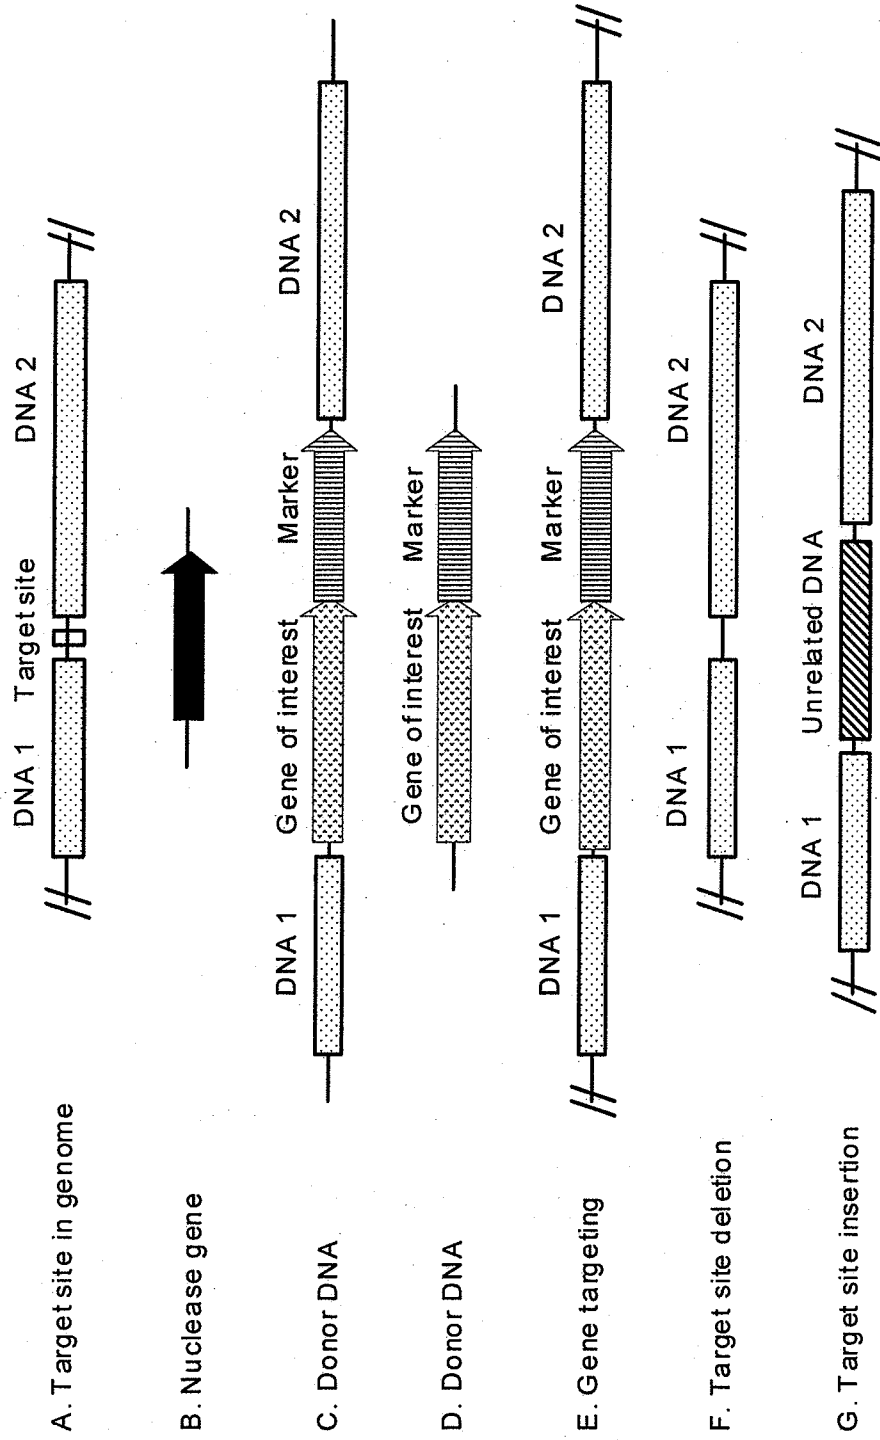 A. Target site in genome
DNA 1
Target site
DNA 2
B. Nuclease gene
C. Donor DNA
DNA 1
Gene of interest
Marker
DNA 2
D. Donor DNA
Gene of interest
Marker
E. Gene targeting
DNA 1
Gene of interest
Marker
DNA 2
F. Target site deletion
DNA 1
DNA 2
G. Target site insertion
DNA 1
Unrelated DNA
DNA 2